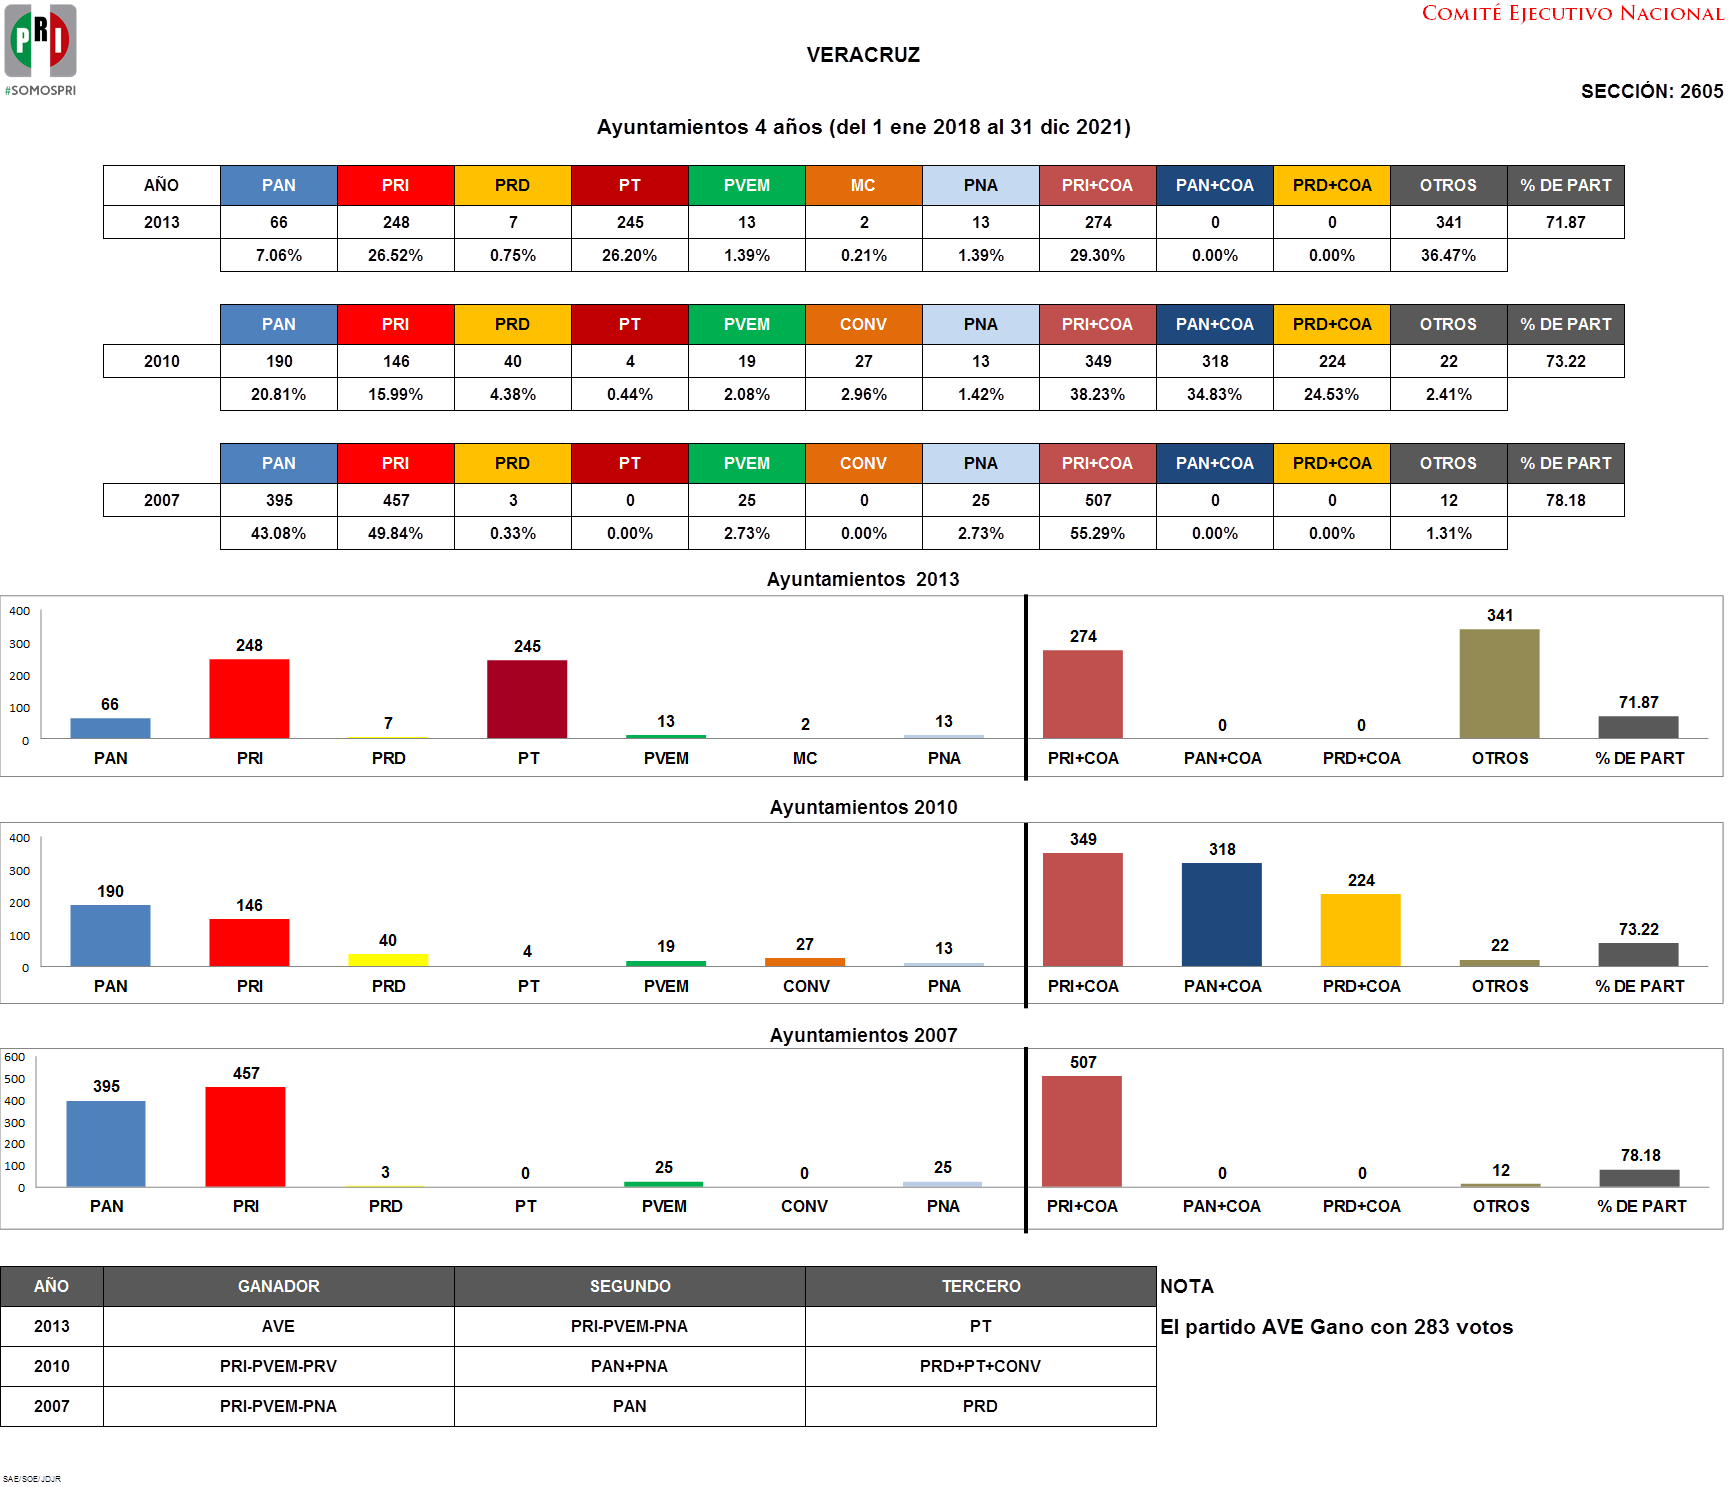 PRI
#SOMOSPRI
COMITÉ EJECUTIVO NACIONAL
VERACRUZ
SECCIÓN: 2605
Ayuntamientos 4 años (del 1 ene 2018 al 31 dic 2021)
AÑO PAN PRI PRD PT PVEM MC PNA PRI+COA PAN+COA PRD+COA OTROS % DE PART
2013 66 248 7 245 13 2 13 274 0 0 341 71.87
7.06% 26.52% 0.75% 26.20% 1.39% 0.21% 1.39% 29.30% 0.00% 0.00% 36.47%
PAN PRI PRD PT PVEM CONV PNA PRI+COA PAN+COA PRD+COA OTROS % DE PART
2010 190 146 40 4 19 27 13 349 318 224 22 73.22
20.81% 15.99% 4.38% 0.44% 2.08% 2.96% 1.42% 38.23% 34.83% 24.53% 2.41%
PAN PRI PRD PT PVEM CONV PNA PRI+COA PAN+COA PRD+COA OTROS % DE PART
2007 395 457 3 0 25 0 25 507 0 0 12 78.18
43.08% 49.84% 0.33% 0.00% 2.73% 0.00% 2.73% 55.29% 0.00% 0.00% 1.31%
Ayuntamientos 2013
400
300
200
100
0
66 248 7 245 13 2 13 274 0 0 341 71.87
PAN PRI PRD PT PVEM MC PNA PRI+COA PAN+COA PRD+COA OTROS % DE PART
Ayuntamientos 2010
400
300
200
100
0
190 146 40 4 19 27 13 349 318 224 22 73.22
PAN PRI PRD PT PVEM CONV PNA PRI+COA PAN+COA PRD+COA OTROS % DE PART
Ayuntamientos 2007
600
500
400
300
200
100
0
395 457 3 0 25 0 25 507 0 0 12 78.18
PAN PRI PRD PT PVEM CONV PNA PRI+COA PAN+COA PRD+COA OTROS % DE PART
AÑO GANADOR SEGUNDO TERCERO NOTA
2013 AVE PRI-PVEM-PNA PT El partido AVE Gano con 283 votos
2010 PRI-PVEM-PRV PAN+PNA PRD+PT+CONV
2007 PRI-PVEM-PNA PAN PRD
SAE/SOE/JDJR